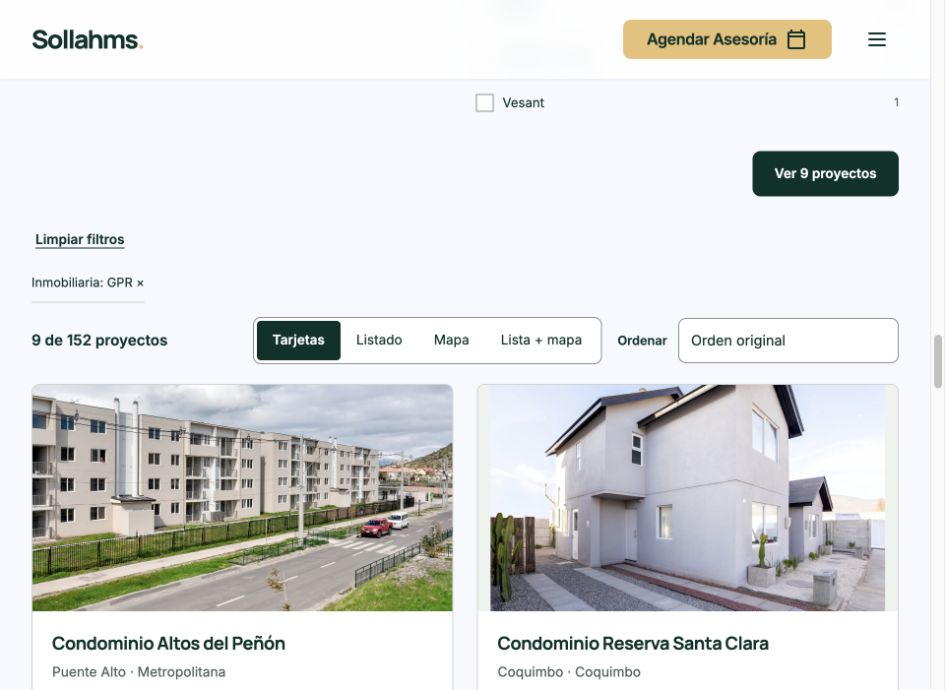 Sollahms.
Agendar Asesoría
Vesant
1
Ver 9 proyectos
Limpiar filtros
Inmobiliaria: GPR ×
9 de 152 proyectos
Tarjetas
Listado
Mapa
Lista + mapa
Ordenar
Orden original
Condominio Altos del Peñón
Puente Alto · Metropolitana
Condominio Reserva Santa Clara
Coquimbo · Coquimbo